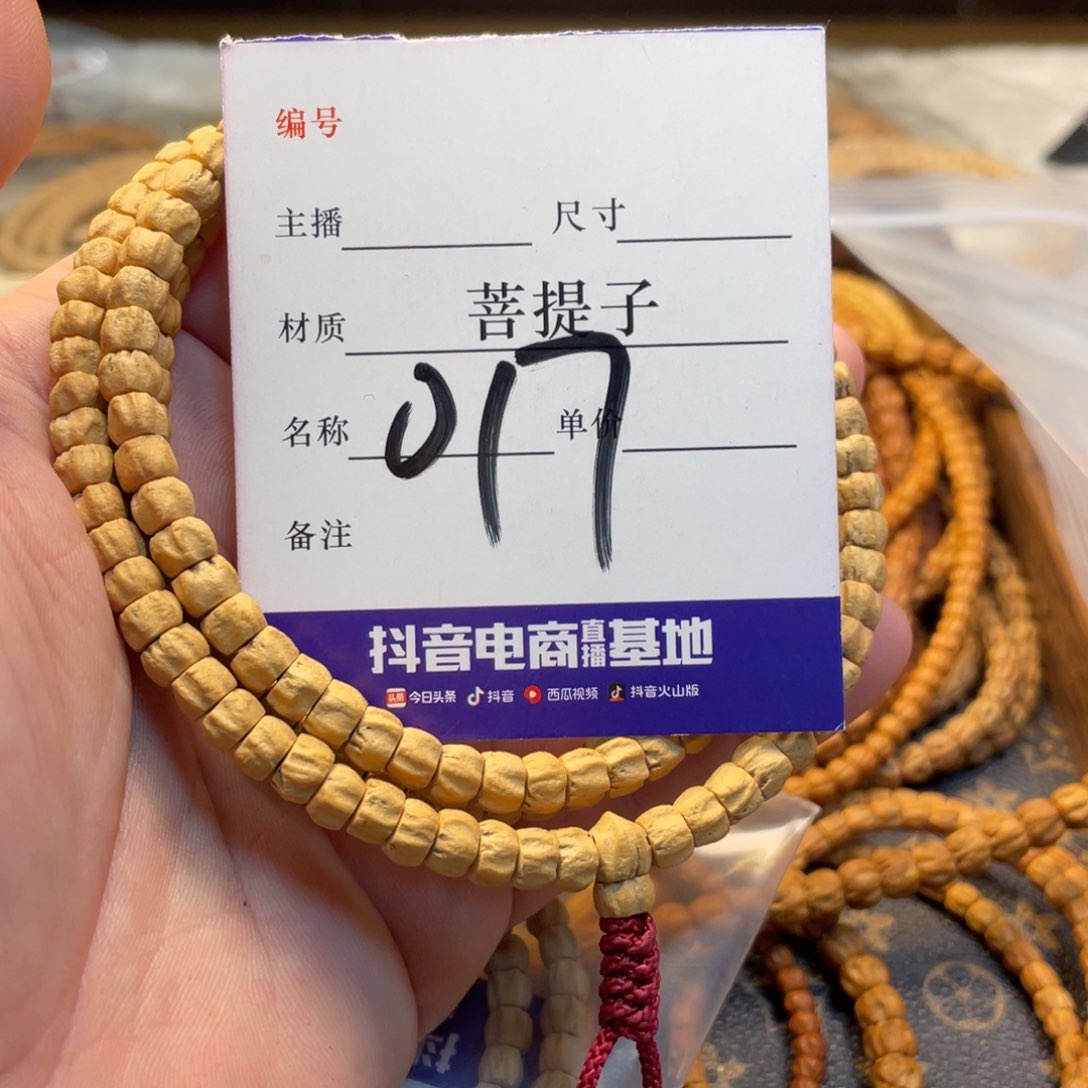 编号
主播 尺寸
材质 菩提子
017
名称 单价
备注
抖音电商直播基地
头条 今日头条 抖音 西瓜视频 抖音火山版